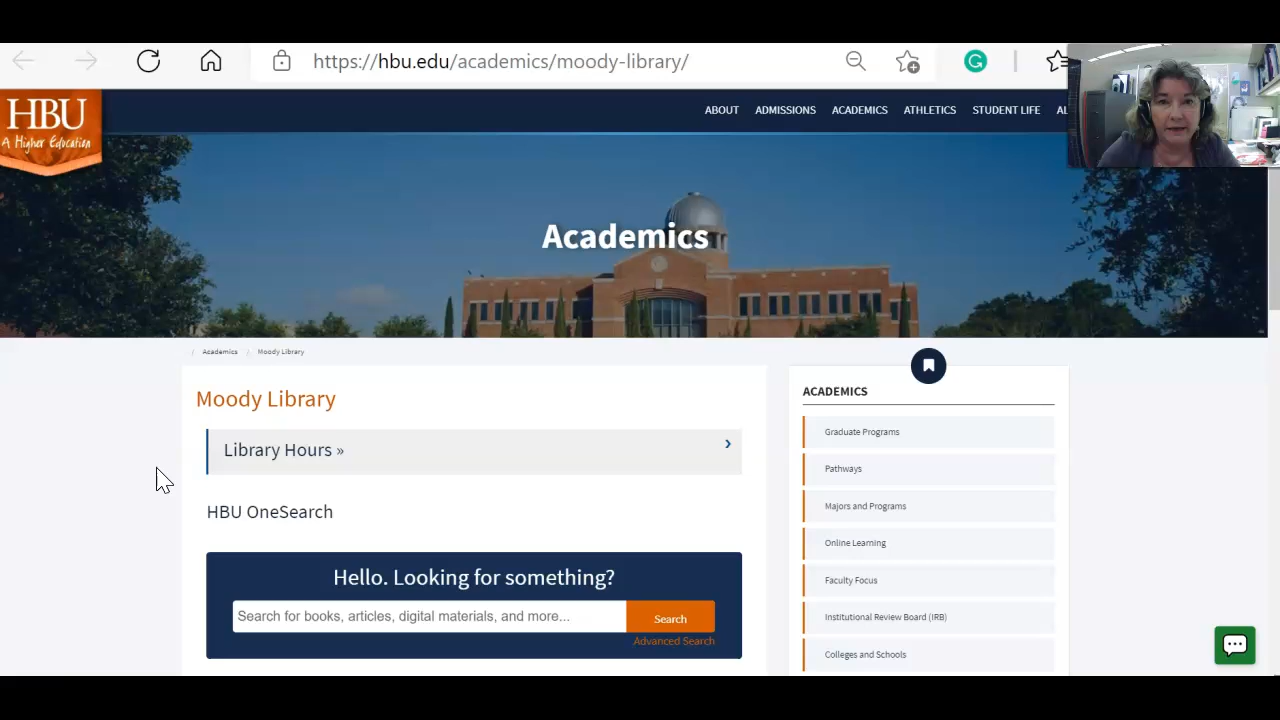 https://hbu.edu/academics/moody-library/
HBU
A Higher Education
ABOUT ADMISSIONS ACADEMICS ATHLETICS STUDENT LIFE AL
Academics
/ Academics / Moody Library
Moody Library
Library Hours »
HBU OneSearch
Hello. Looking for something?
Search for books, articles, digital materials, and more...
Search
Advanced Search
ACADEMICS
Graduate Programs
Pathways
Majors and Programs
Online Learning
Faculty Focus
Institutional Review Board (IRB)
Colleges and Schools